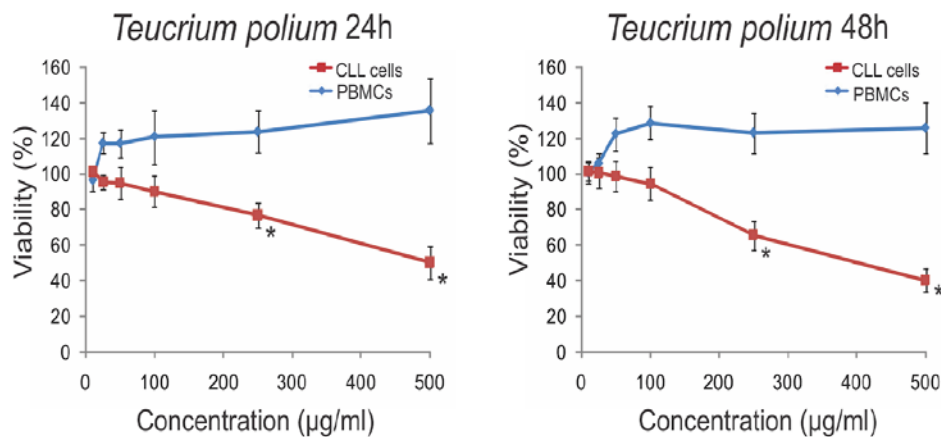 Teucrium polium 24h
160
140
120
100
80
60
40
20
0
Viability (%)
CLL cells
PBMCs
*
*
0 100 200 300 400 500
Concentration (µg/ml)
Teucrium polium 48h
160
140
120
100
80
60
40
20
0
Viability (%)
CLL cells
PBMCs
*
*
0 100 200 300 400 500
Concentration (µg/ml)